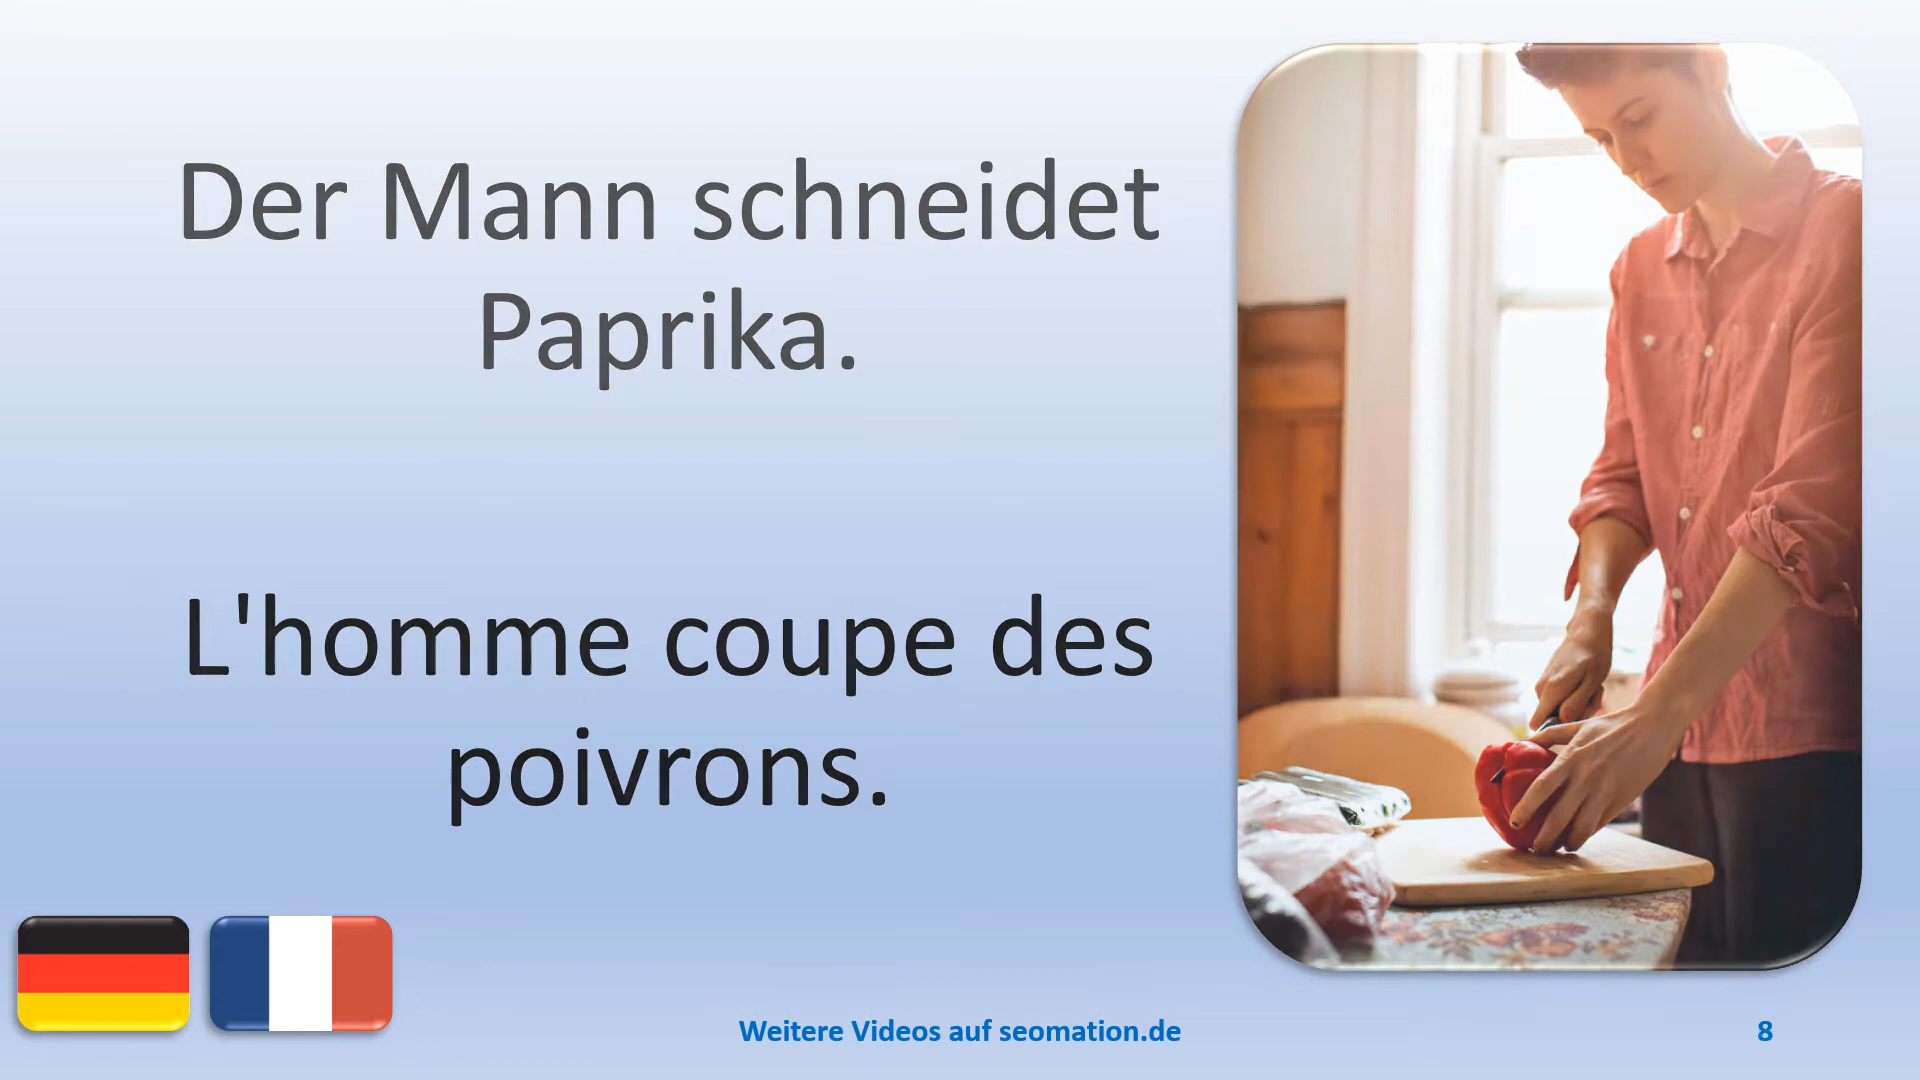 Der Mann schneidet
Paprika.
L'homme coupe des
poivrons.
Weitere Videos auf seomation.de
8